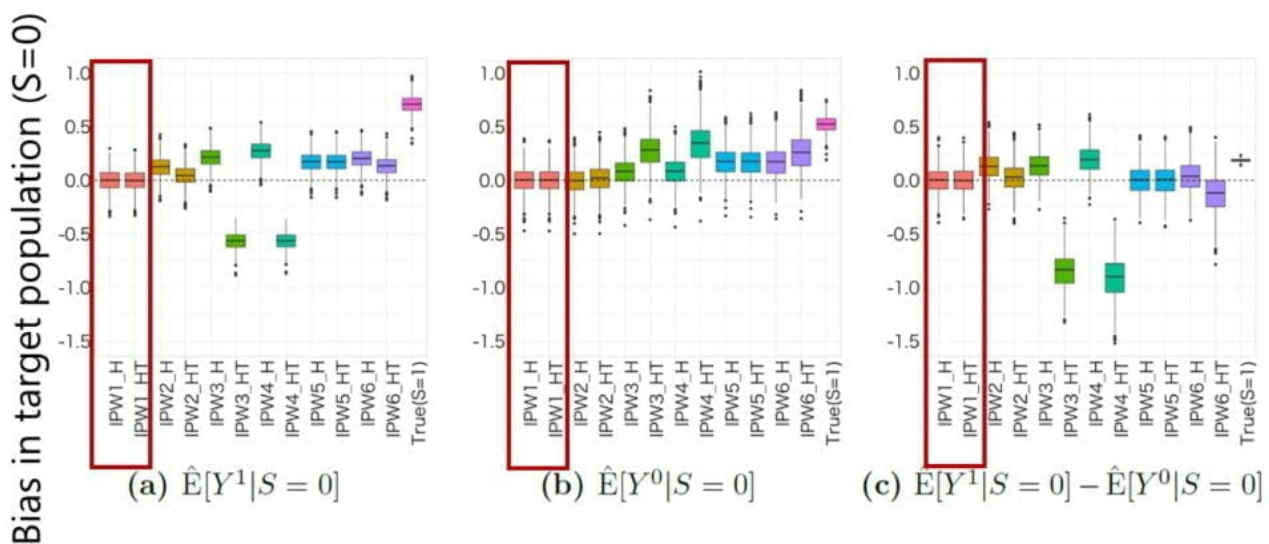 Bias in target population (S=0)
1.0
0.5
0.0
-0.5
-1.0
-1.5
IPW1_H
IPW1_HT
IPW2_H
IPW2_HT
IPW3_H
IPW3_HT
IPW4_H
IPW4_HT
IPW5_H
IPW5_HT
IPW6_H
IPW6_HT
True(S=1)
(a) Ê[Y¹|S = 0]
1.0
0.5
0.0
-0.5
-1.0
-1.5
IPW1_H
IPW1_HT
IPW2_H
IPW2_HT
IPW3_H
IPW3_HT
IPW4_H
IPW4_HT
IPW5_H
IPW5_HT
IPW6_H
IPW6_HT
True(S=1)
(b) Ê[Y⁰|S = 0]
1.0
0.5
0.0
-0.5
-1.0
-1.5
IPW1_H
IPW1_HT
IPW2_H
IPW2_HT
IPW3_H
IPW3_HT
IPW4_H
IPW4_HT
IPW5_H
IPW5_HT
IPW6_H
IPW6_HT
True(S=1)
(c) Ê[Y¹|S = 0] − Ê[Y⁰|S = 0]